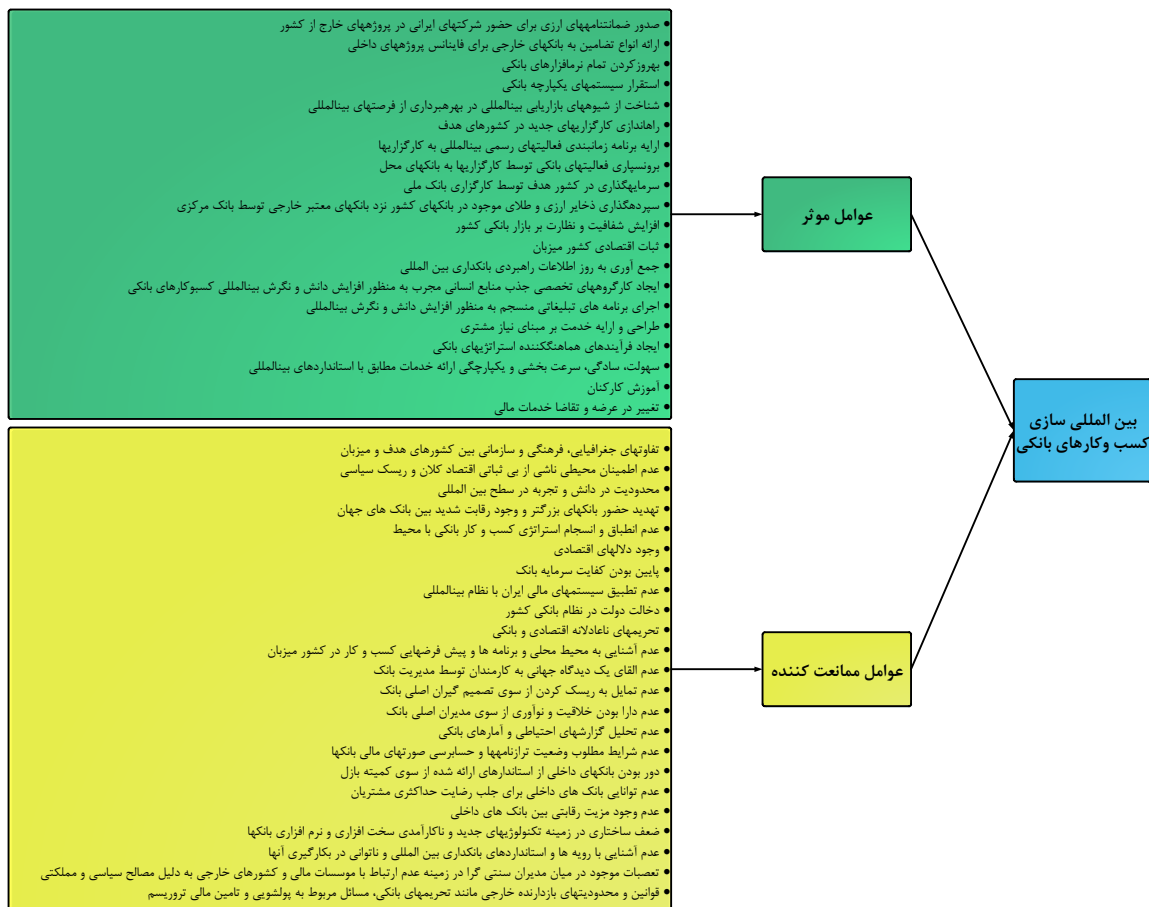 • صدور ضمانتنامههای ارزی برای حضور شرکتهای ایرانی در پروژههای خارج از کشور
• ارائه انواع تضامین به بانکهای خارجی برای فاینانس پروژههای داخلی
• بهروزکردن تمام نرمافزارهای بانکی
• استقرار سیستمهای یکپارچه بانکی
• شناخت از شیوههای بازاریابی بینالمللی در بهرهبرداری از فرصتهای بینالمللی
• راهاندازی کارگزاریهای جدید در کشورهای هدف
• ارایه برنامه زمانبندی فعالیتهای رسمی بینالمللی به کارگزاریها
• برونسپاری فعالیتهای بانکی توسط کارگزاریها به بانکهای محل
• سرمایهگذاری در کشور هدف توسط کارگزاری بانک ملی
• سپردهگذاری ذخایر ارزی و طلای موجود در بانکهای کشور نزد بانکهای معتبر خارجی توسط بانک مرکزی
• افزایش شفافیت و نظارت بر بازار بانکی کشور
• ثبات اقتصادی کشور میزبان
• جمع آوری به روز اطلاعات راهبردی بانکداری بین المللی
• ایجاد کارگروههای تخصصی جذب منابع انسانی مجرب به منظور افزایش دانش و نگرش بینالمللی کسبوکارهای بانکی
• اجرای برنامه های تبلیغاتی منسجم به منظور افزایش دانش و نگرش بینالمللی
• طراحی و ارایه خدمت بر مبنای نیاز مشتری
• ایجاد فرآیندهای هماهنگکننده استراتژیهای بانکی
• سهولت، سادگی، سرعت بخشی و یکپارچگی ارائه خدمات مطابق با استانداردهای بینالمللی
• آموزش کارکنان
• تغییر در عرضه و تقاضا خدمات مالی
عوامل موثر
بین المللی سازی
کسب وکارهای بانکی
• تفاوتهای جغرافیایی، فرهنگی و سازمانی بین کشورهای هدف و میزبان
• عدم اطمینان محیطی ناشی از بی ثباتی اقتصاد کلان و ریسک سیاسی
• محدودیت در دانش و تجربه در سطح بین المللی
• تهدید حضور بانکهای بزرگتر و وجود رقابت شدید بین بانک های جهان
• عدم انطباق و انسجام استراتژی کسب و کار بانکی با محیط
• وجود دلالهای اقتصادی
• پایین بودن کفایت سرمایه بانک
• عدم تطبیق سیستمهای مالی ایران با نظام بینالمللی
• دخالت دولت در نظام بانکی کشور
• تحریمهای ناعادلانه اقتصادی و بانکی
• عدم آشنایی به محیط محلی و برنامه ها و پیش فرضهایی کسب و کار در کشور میزبان
• عدم القای یک دیدگاه جهانی به کارمندان توسط مدیریت بانک
• عدم تمایل به ریسک کردن از سوی تصمیم گیران اصلی بانک
• عدم دارا بودن خلاقیت و نوآوری از سوی مدیران اصلی بانک
• عدم تحلیل گزارشهای احتیاطی و آمارهای بانکی
• عدم شرایط مطلوب وضعیت ترازنامهها و حسابرسی صورتهای مالی بانکها
• دور بودن بانکهای داخلی از استاندارهای ارائه شده از سوی کمیته بازل
• عدم توانایی بانک های داخلی برای جلب رضایت حداکثری مشتریان
• عدم وجود مزیت رقابتی بین بانک های داخلی
• ضعف ساختاری در زمینه تکنولوژیهای جدید و ناکارآمدی سخت افزاری و نرم افزاری بانکها
• عدم آشنایی با رویه ها و استانداردهای بانکداری بین المللی و ناتوانی در بکارگیری آنها
• تعصبات موجود در میان مدیران سنتی گرا در زمینه عدم ارتباط با موسسات مالی و کشورهای خارجی به دلیل مصالح سیاسی و مملکتی
• قوانین و محدودیتهای بازدارنده خارجی مانند تحریمهای بانکی، مسائل مربوط به پولشویی و تامین مالی تروریسم
عوامل ممانعت کننده